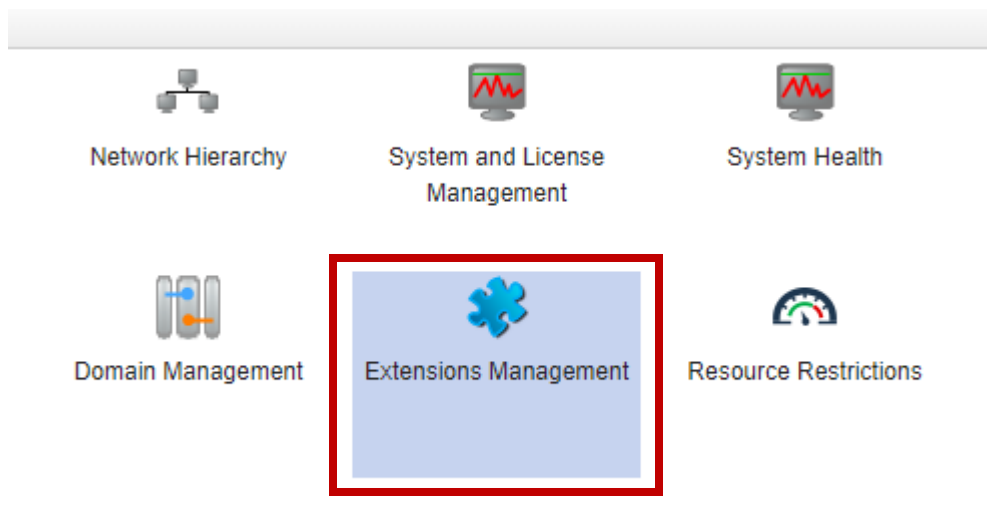 Network Hierarchy
System and License
Management
System Health
Domain Management
Extensions Management
Resource Restrictions